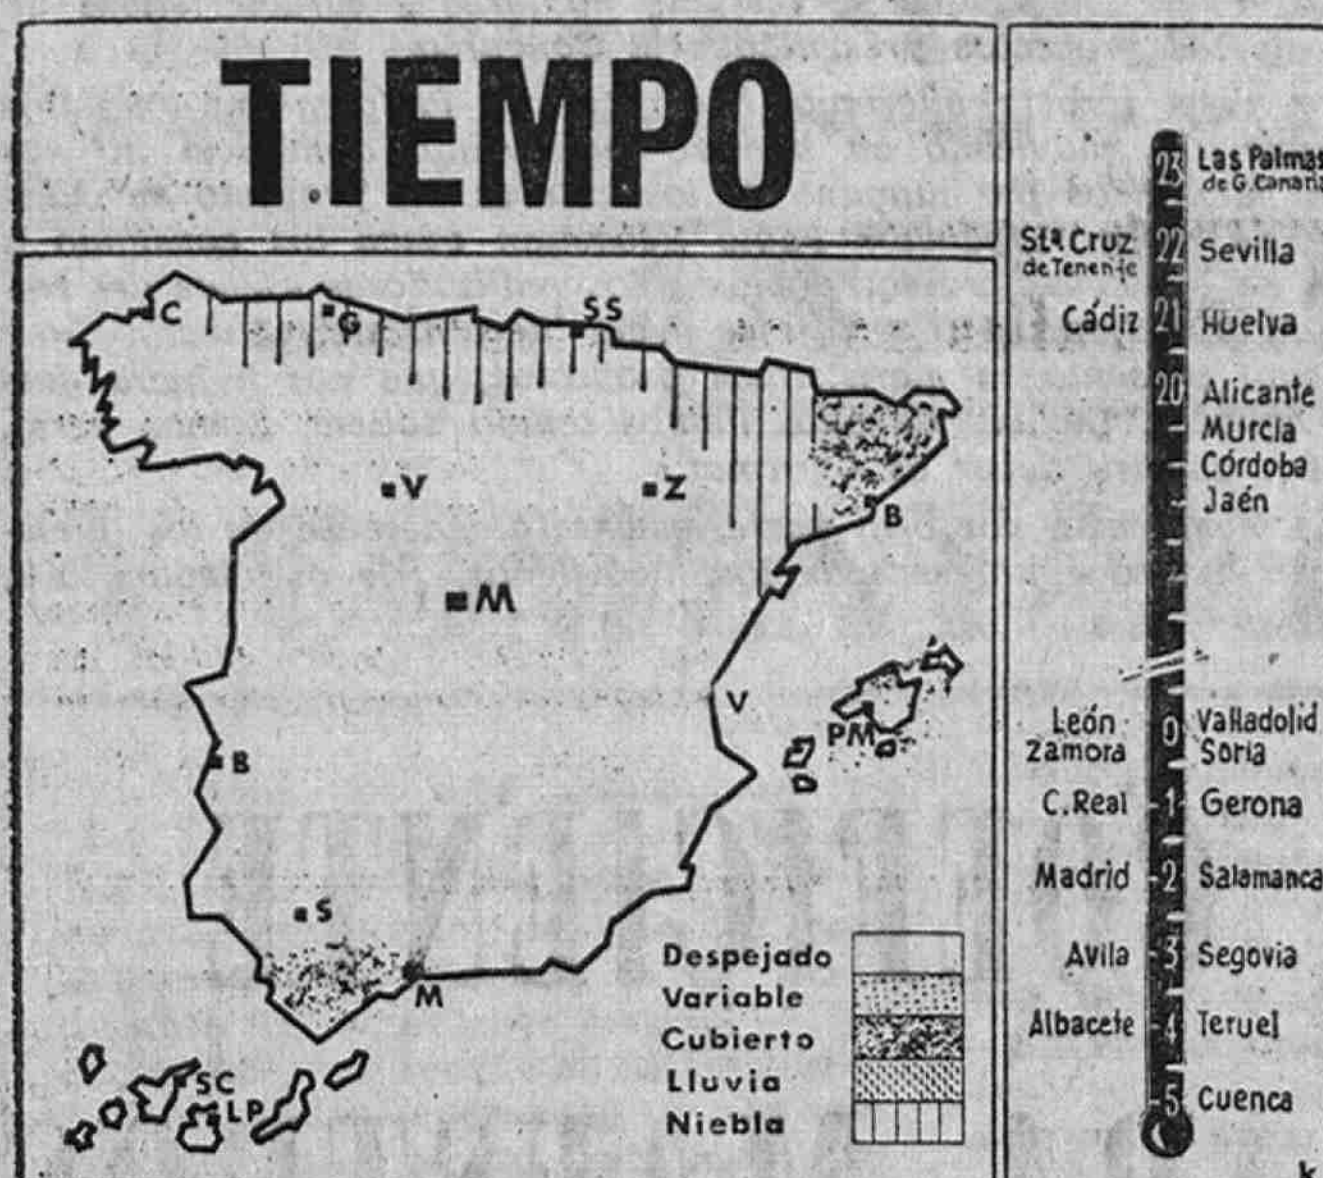 TIEMPO
C
G
SS
V
Z
B
M
V
PM
B
S
M
SC
LP
Despejado
Variable
Cubierto
Lluvia
Niebla
23 Las Palmas
de G. Canaria
Sta Cruz 22 Sevilla
de Tenerife
Cádiz 21 Huelva
20 Alicante
Murcia
Córdoba
Jaén
León 0 Valladolid
Zamora Soria
C. Real -1 Gerona
Madrid -2 Salamanca
Avila -3 Segovia
Albacete -4 Teruel
-5 Cuenca
k